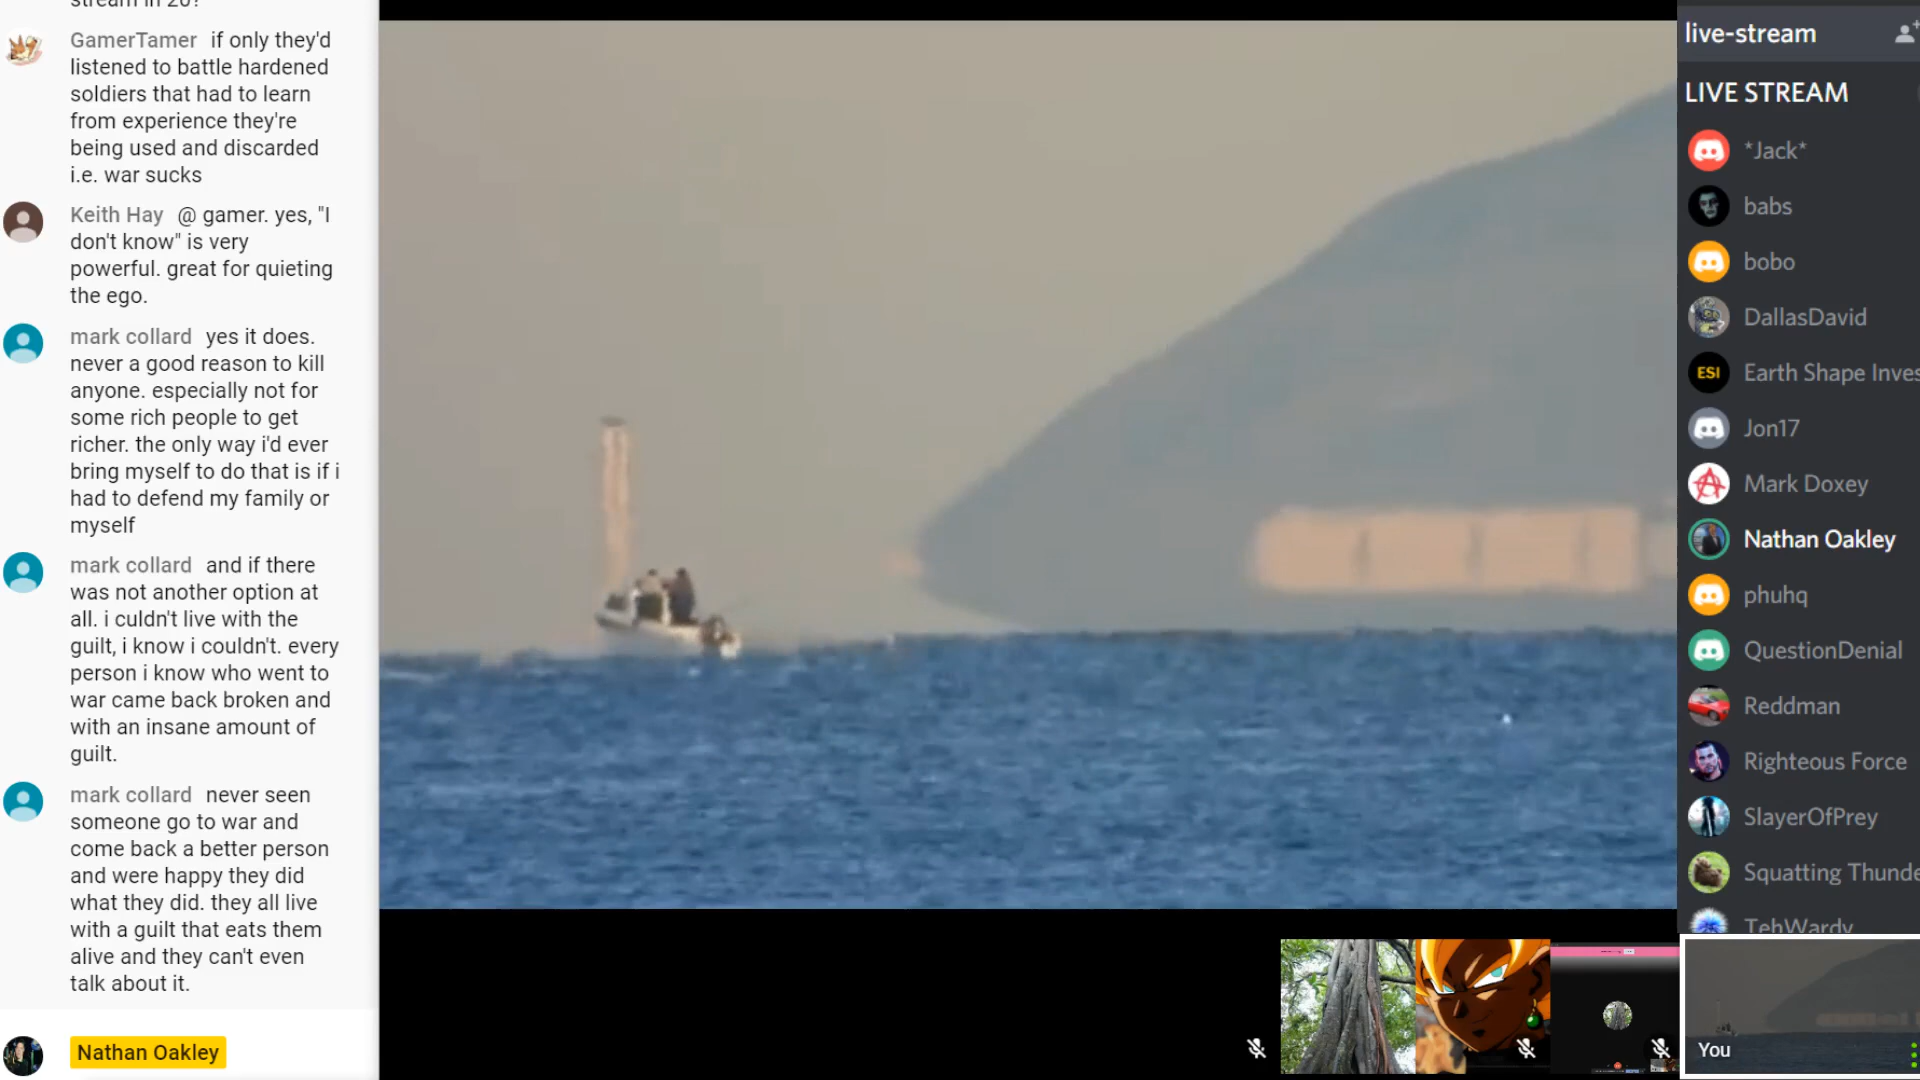 stream in 20?
GamerTamer if only they'd
listened to battle hardened
soldiers that had to learn
from experience they're
being used and discarded
i.e. war sucks
Keith Hay @ gamer. yes, "I
don't know" is very
powerful. great for quieting
the ego.
mark collard yes it does.
never a good reason to kill
anyone. especially not for
some rich people to get
richer. the only way i'd ever
bring myself to do that is if i
had to defend my family or
myself
mark collard and if there
was not another option at
all. i culdn't live with the
guilt, i know i couldn't. every
person i know who went to
war came back broken and
with an insane amount of
guilt.
mark collard never seen
someone go to war and
come back a better person
and were happy they did
what they did. they all live
with a guilt that eats them
alive and they can't even
talk about it.
Nathan Oakley
live-stream
LIVE STREAM
*Jack*
babs
bobo
DallasDavid
ESI
Earth Shape Inves
Jon17
Mark Doxey
Nathan Oakley
phuhq
QuestionDenial
Reddman
Righteous Force
SlayerOfPrey
Squatting Thunde
TehWardy
You